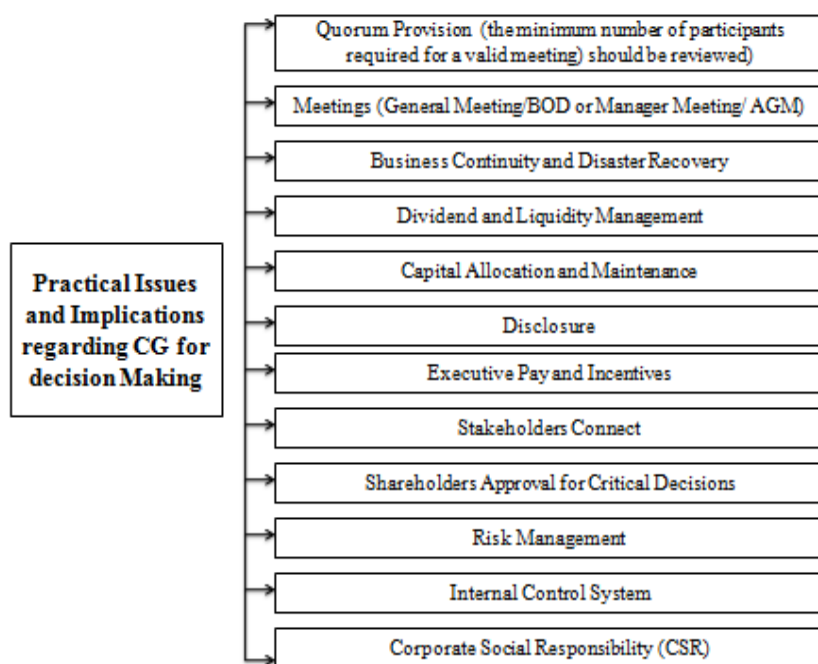 Quorum Provision (the minimum number of participants
required for a valid meeting) should be reviewed)
Meetings (General Meeting/BOD or Manager Meeting/ AGM)
Business Continuity and Disaster Recovery
Dividend and Liquidity Management
Capital Allocation and Maintenance
Practical Issues
and Implications
regarding CG for
decision Making
Disclosure
Executive Pay and Incentives
Stakeholders Connect
Shareholders Approval for Critical Decisions
Risk Management
Internal Control System
Corporate Social Responsibility (CSR)